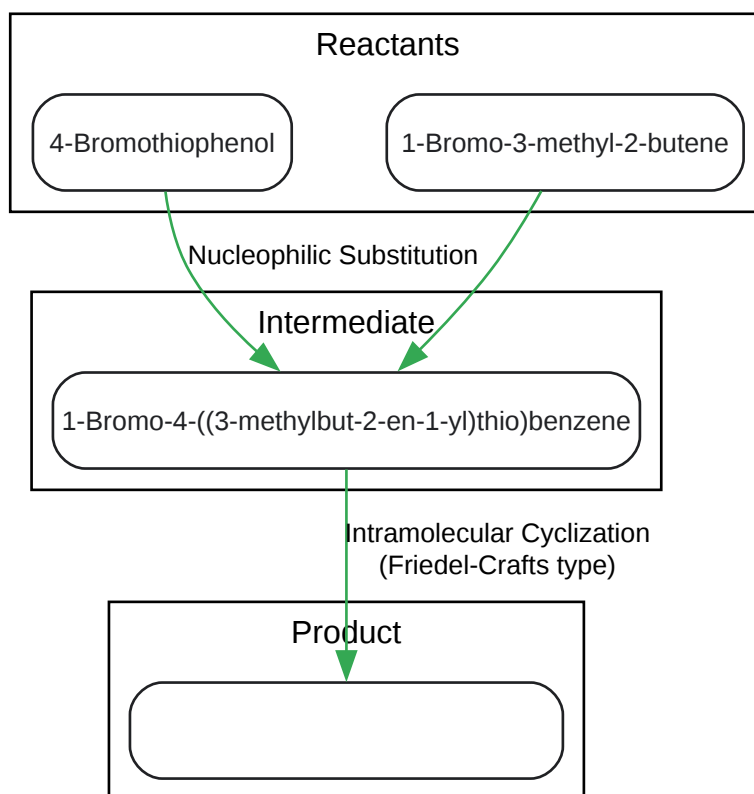 Reactants
4-Bromothiophenol
1-Bromo-3-methyl-2-butene
Nucleophilic Substitution
Intermediate
1-Bromo-4-((3-methylbut-2-en-1-yl)thio)benzene
Intramolecular Cyclization
(Friedel-Crafts type)
Product